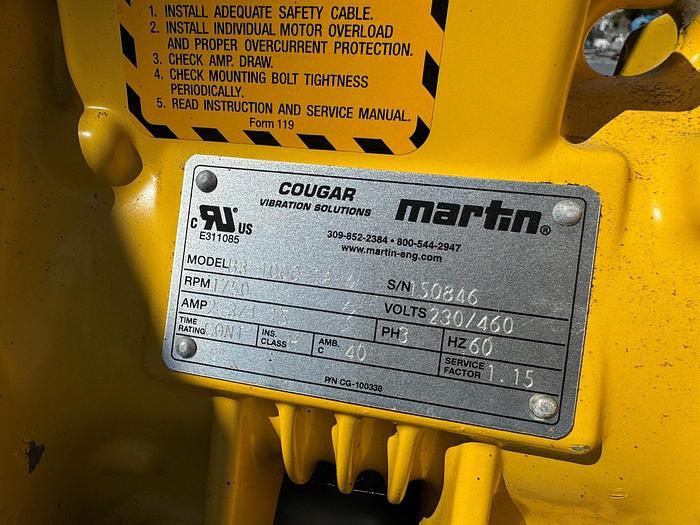 1. INSTALL ADEQUATE SAFETY CABLE.
2. INSTALL INDIVIDUAL MOTOR OVERLOAD
AND PROPER OVERCURRENT PROTECTION.
3. CHECK AMP. DRAW.
4. CHECK MOUNTING BOLT TIGHTNESS
PERIODICALLY.
5. READ INSTRUCTION AND SERVICE MANUAL.
Form 119
COUGAR
VIBRATION SOLUTIONS
martin®
C RU US
E311085
309-852-2384 • 800-544-2947
www.martin-eng.com
MODEL
S/N 150846
RPM 1750
VOLTS 230/460
AMP
PH 3
HZ 60
TIME RATING CONT
INS. CLASS
AMB. C 40
SERVICE FACTOR 1.15
P/N CG-100338